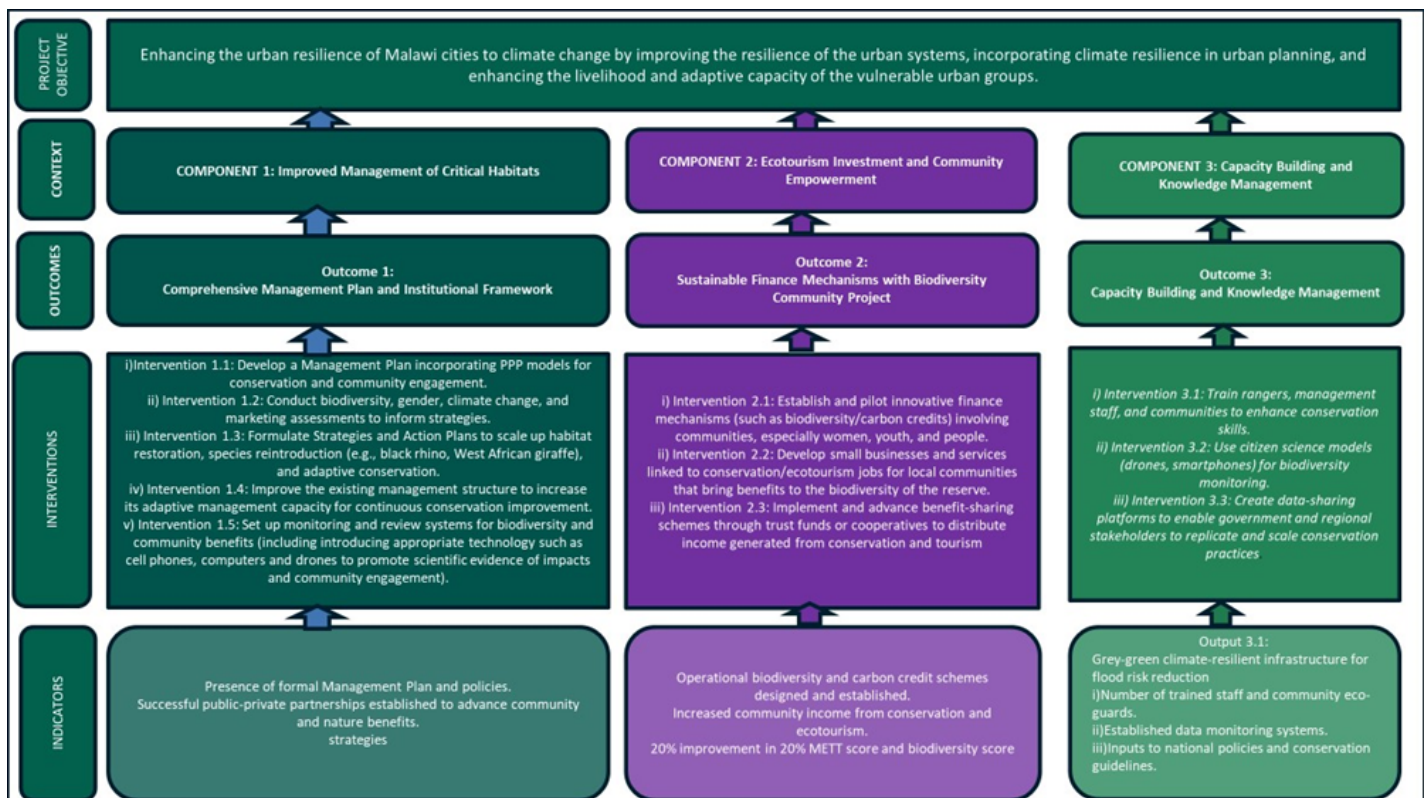 PROJECT
OBJECTIVE
Enhancing the urban resilience of Malawi cities to climate change by improving the resilience of the urban systems, incorporating climate resilience in urban planning, and
enhancing the livelihood and adaptive capacity of the vulnerable urban groups.
CONTEXT
COMPONENT 1: Improved Management of Critical Habitats
COMPONENT 2: Ecotourism Investment and Community
Empowerment
COMPONENT 3: Capacity Building and
Knowledge Management
OUTCOMES
Outcome 1:
Comprehensive Management Plan and Institutional Framework
Outcome 2:
Sustainable Finance Mechanisms with Biodiversity
Community Project
Outcome 3:
Capacity Building and Knowledge Management
INTERVENTIONS
i)Intervention 1.1: Develop a Management Plan incorporating PPP models for
conservation and community engagement.
ii) Intervention 1.2: Conduct biodiversity, gender, climate change, and
marketing assessments to inform strategies.
iii) Intervention 1.3: Formulate Strategies and Action Plans to scale up habitat
restoration, species reintroduction (e.g., black rhino, West African giraffe),
and adaptive conservation.
iv) Intervention 1.4: Improve the existing management structure to increase
its adaptive management capacity for continuous conservation improvement.
v) Intervention 1.5: Set up monitoring and review systems for biodiversity and
community benefits (including introducing appropriate technology such as
cell phones, computers and drones to promote scientific evidence of impacts
and community engagement).
i) Intervention 2.1: Establish and pilot innovative finance
mechanisms (such as biodiversity/carbon credits) involving
communities, especially women, youth, and people.
ii) Intervention 2.2: Develop small businesses and services
linked to conservation/ecotourism jobs for local communities
that bring benefits to the biodiversity of the reserve.
iii) Intervention 2.3: Implement and advance benefit-sharing
schemes through trust funds or cooperatives to distribute
income generated from conservation and tourism
i) Intervention 3.1: Train rangers, management
staff, and communities to enhance conservation
skills.
ii) Intervention 3.2: Use citizen science models
(drones, smartphones) for biodiversity
monitoring.
iii) Intervention 3.3: Create data-sharing
platforms to enable government and regional
stakeholders to replicate and scale conservation
practices.
INDICATORS
Presence of formal Management Plan and policies.
Successful public-private partnerships established to advance community
and nature benefits.
strategies
Operational biodiversity and carbon credit schemes
designed and established.
Increased community income from conservation and
ecotourism.
20% improvement in 20% METT score and biodiversity score
Output 3.1:
Grey-green climate-resilient infrastructure for
flood risk reduction
i)Number of trained staff and community eco-
guards.
ii)Established data monitoring systems.
iii)Inputs to national policies and conservation
guidelines.